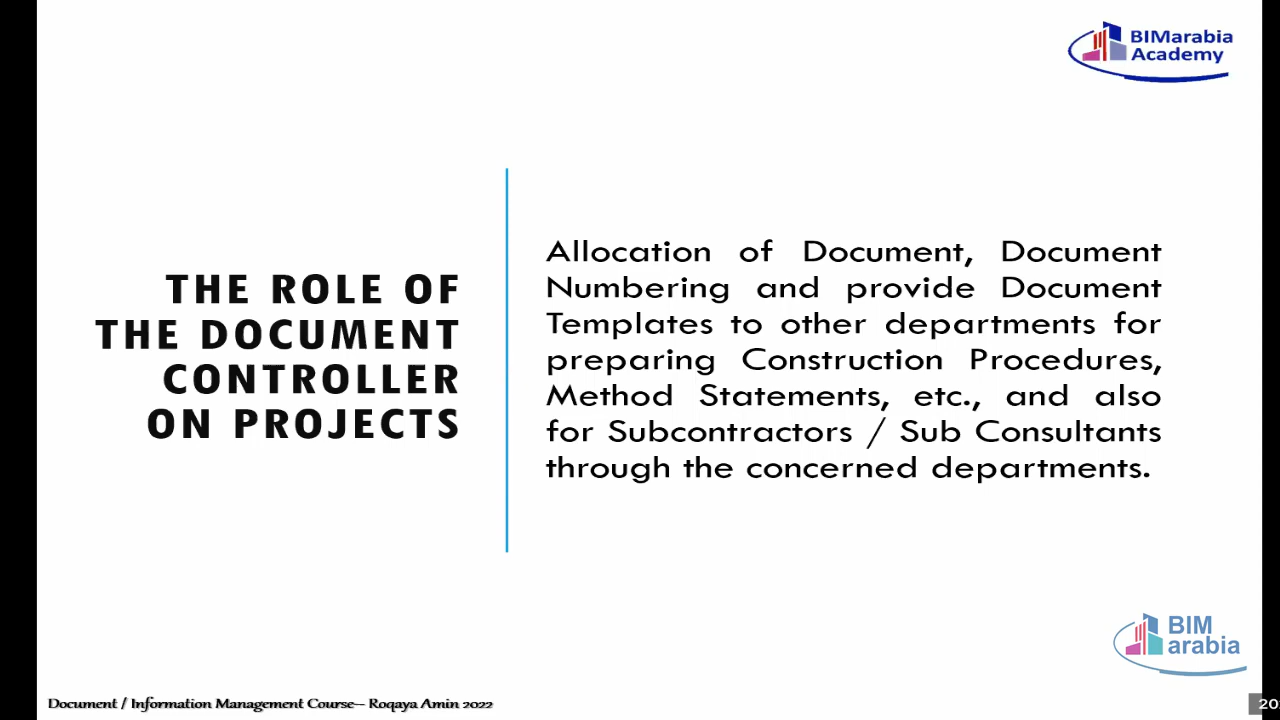 BIMarabia
Academy
THE ROLE OF
THE DOCUMENT
CONTROLLER
ON PROJECTS
Allocation of Document, Document
Numbering and provide Document
Templates to other departments for
preparing Construction Procedures,
Method Statements, etc., and also
for Subcontractors / Sub Consultants
through the concerned departments.
BIM
arabia
Document / Information Management Course-- Roqaya Amin 2022
20